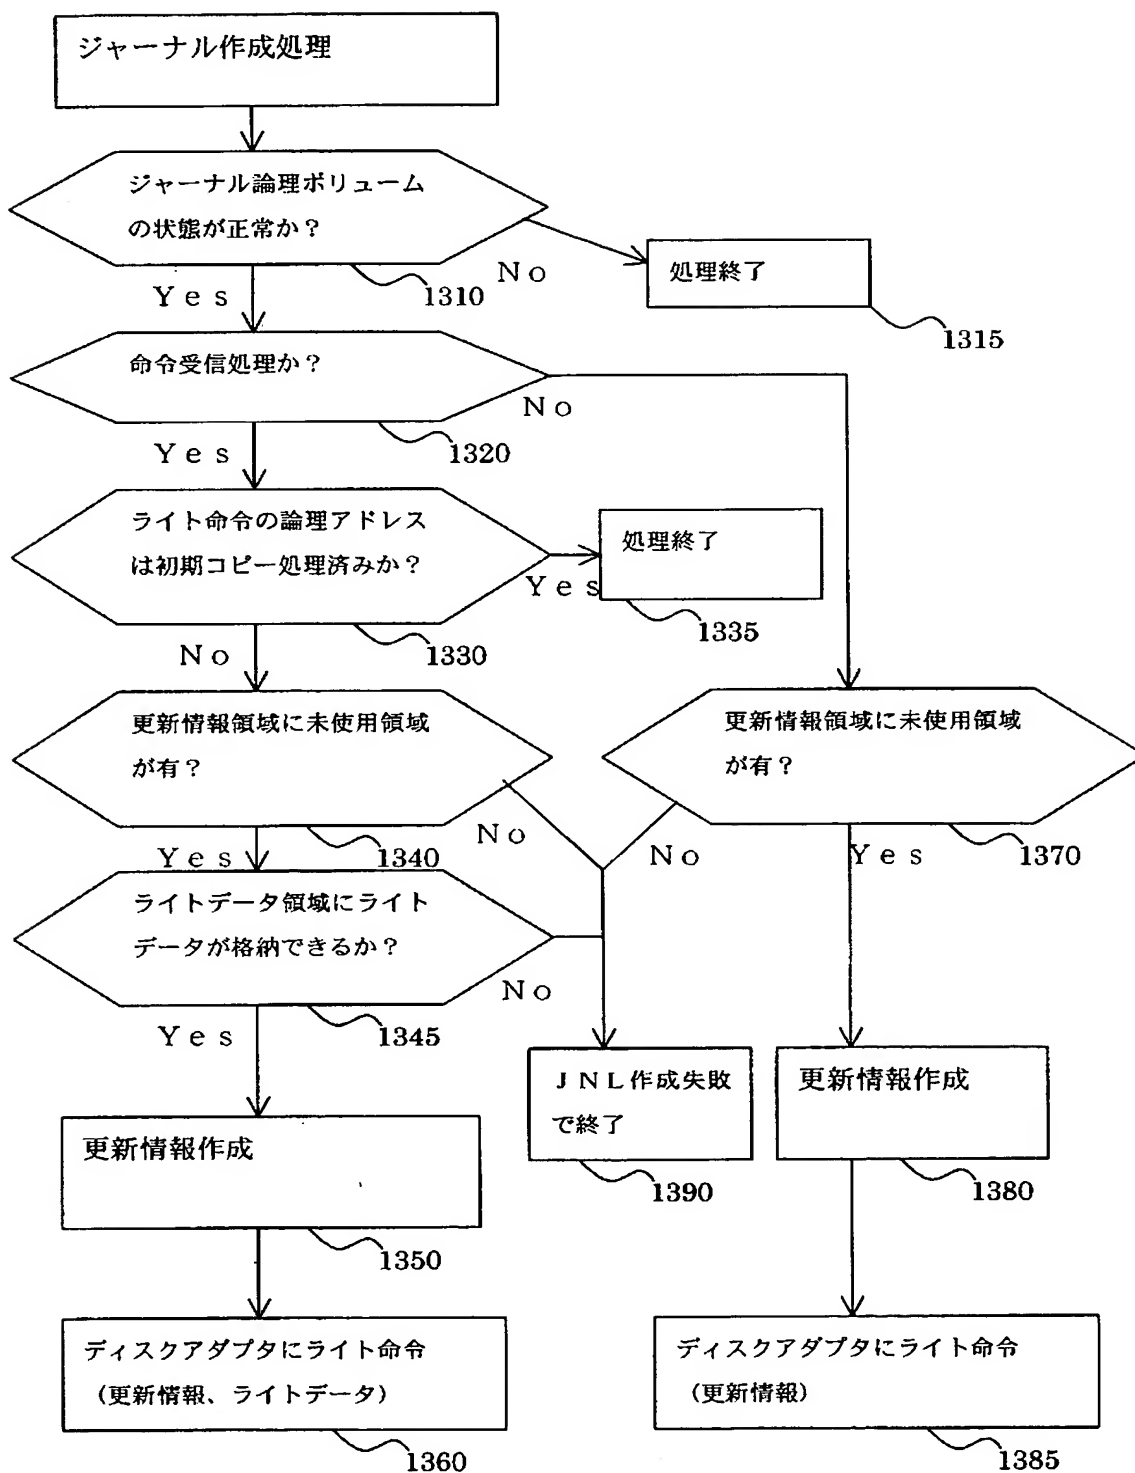 ジャーナル作成処理
ジャーナル論理ボリューム
の状態が正常か？
No
処理終了
Yes
1310
1315
命令受信処理か？
No
Yes
1320
ライト命令の論理アドレス
は初期コピー処理済みか？
処理終了
Yes
1335
No
1330
更新情報領域に未使用領域
が有？
更新情報領域に未使用領域
が有？
No
No
Yes
1340
Yes
1370
ライトデータ領域にライト
データが格納できるか？
No
Yes
1345
JNL作成失敗
で終了
更新情報作成
更新情報作成
1390
1380
1350
ディスクアダプタにライト命令
（更新情報、ライトデータ）
ディスクアダプタにライト命令
（更新情報）
1360
1385